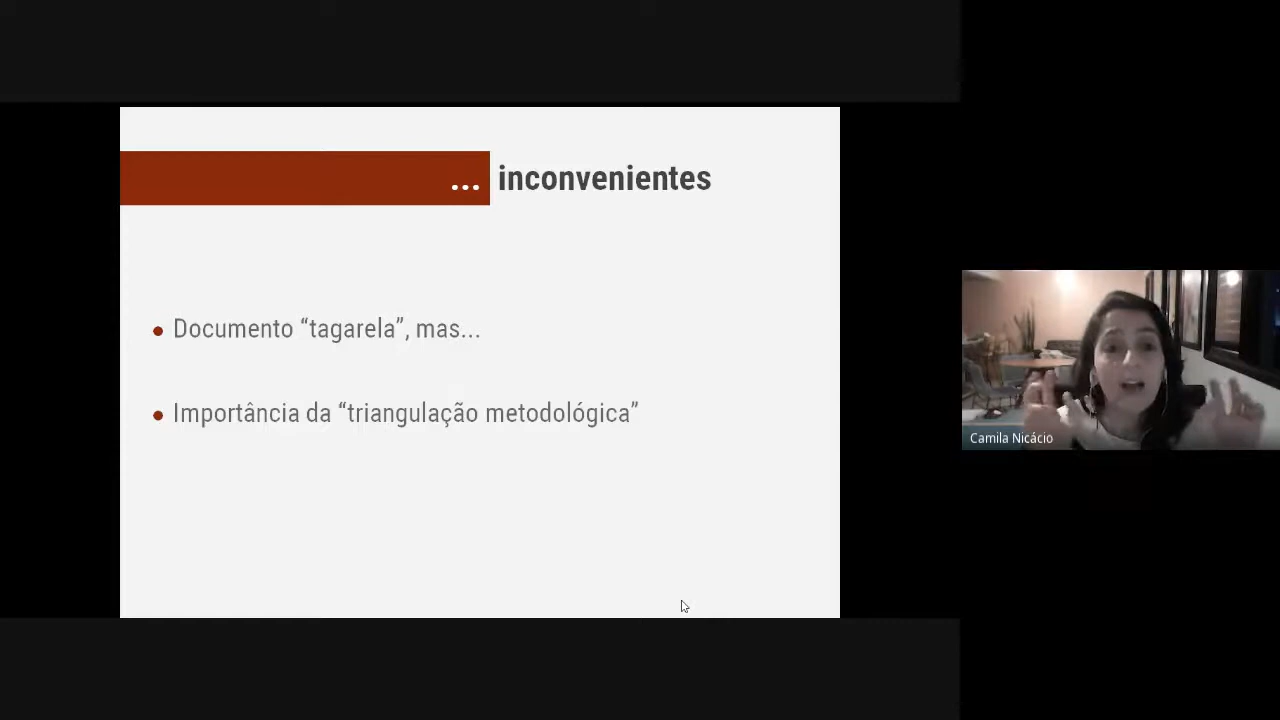 ... inconvenientes
• Documento “tagarela”, mas...
• Importância da “triangulação metodológica”
Camila Nicácio